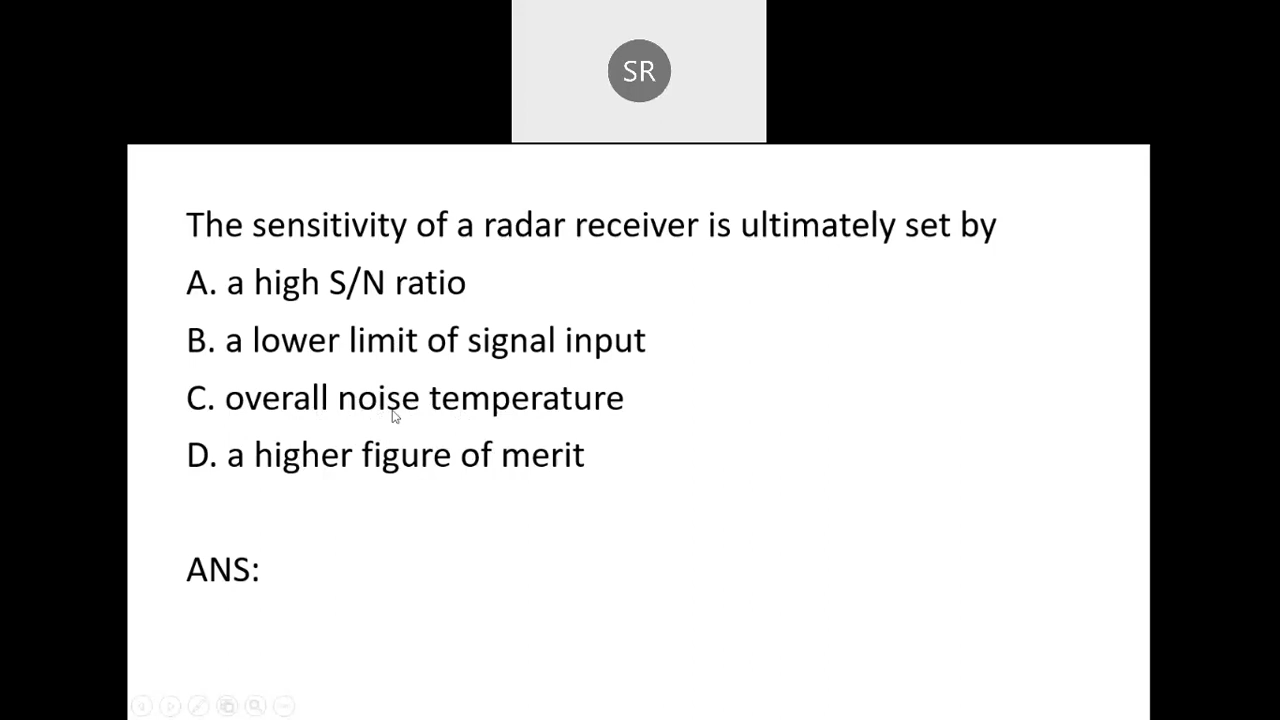 SR
The sensitivity of a radar receiver is ultimately set by
A. a high S/N ratio
B. a lower limit of signal input
C. overall noise temperature
D. a higher figure of merit
ANS: